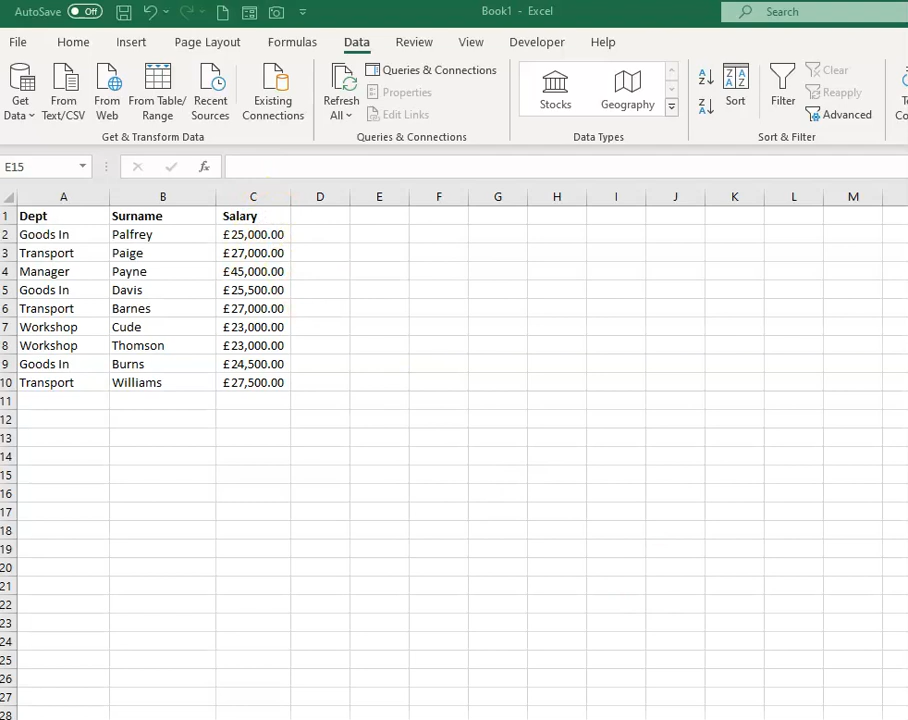 AutoSave Off Book1 - Excel Search
File Home Insert Page Layout Formulas Data Review View Developer Help
Get Data From Text/CSV From Web From Table/ Range Recent Sources Existing Connections
Get & Transform Data
Refresh All Queries & Connections Properties Edit Links
Queries & Connections
Stocks Geography
Data Types
Sort Filter Clear Reapply Advanced
Sort & Filter
E15 fx
A B C D E F G H I J K L M
1 Dept Surname Salary
2 Goods In Palfrey £25,000.00
3 Transport Paige £27,000.00
4 Manager Payne £45,000.00
5 Goods In Davis £25,500.00
6 Transport Barnes £27,000.00
7 Workshop Cude £23,000.00
8 Workshop Thomson £23,000.00
9 Goods In Burns £24,500.00
10 Transport Williams £27,500.00
11
12
13
14
15
16
17
18
19
20
21
22
23
24
25
26
27
28